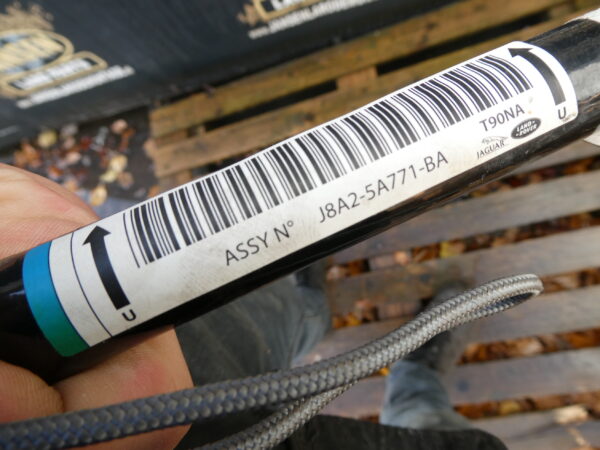 T90NA
ASSY N° J8A2-5A771-BA
JAGUAR
LAND ROVER
U
U